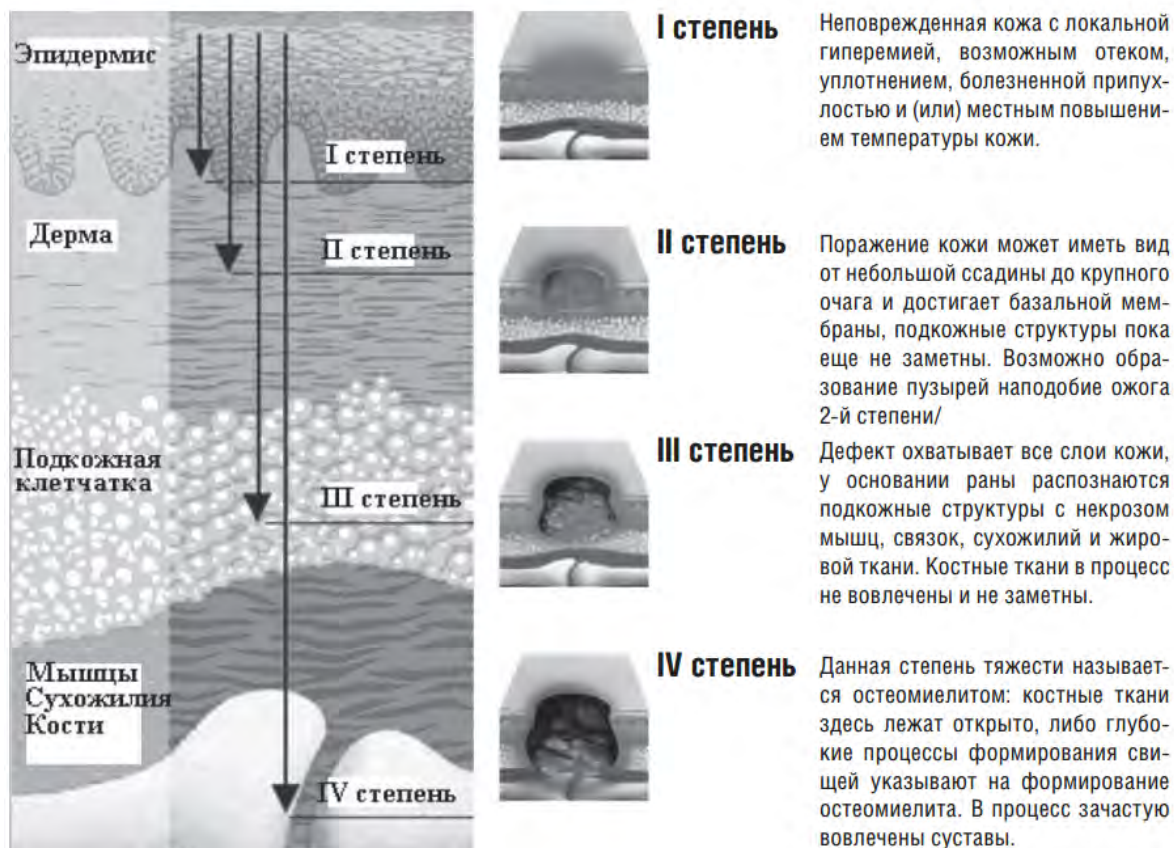 Эпидермис
I степень
Дерма
II степень
Подкожная
клетчатка
III степень
Мышцы
Сухожилия
Кости
IV степень
I степень
Неповрежденная кожа с локальной
гиперемией, возможным отеком,
уплотнением, болезненной припух-
лостью и (или) местным повышени-
ем температуры кожи.
II степень
Поражение кожи может иметь вид
от небольшой ссадины до крупного
очага и достигает базальной мем-
браны, подкожные структуры пока
еще не заметны. Возможно обра-
зование пузырей наподобие ожога
2-й степени/
III степень
Дефект охватывает все слои кожи,
у основании раны распознаются
подкожные структуры с некрозом
мышц, связок, сухожилий и жиро-
вой ткани. Костные ткани в процесс
не вовлечены и не заметны.
IV степень
Данная степень тяжести называет-
ся остеомиелитом: костные ткани
здесь лежат открыто, либо глубо-
кие процессы формирования сви-
щей указывают на формирование
остеомиелита. В процесс зачастую
вовлечены суставы.